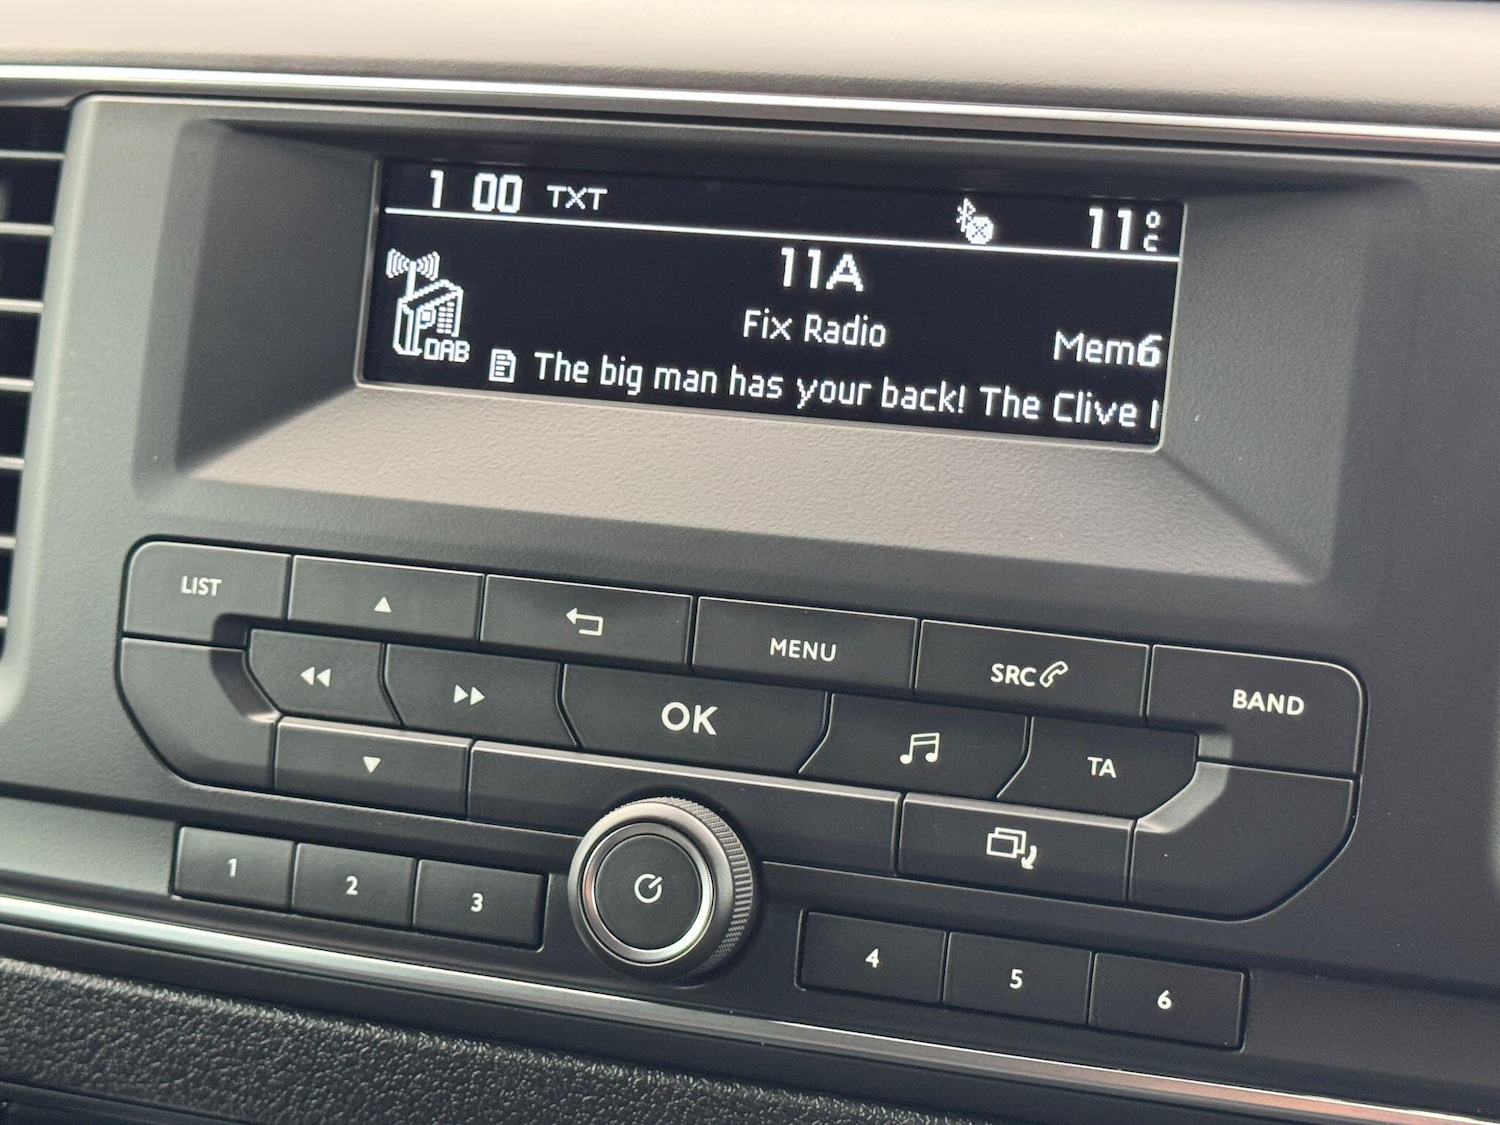 1 00 TXT 11°C
11A
Fix Radio
Mem6
DAB
The big man has your back! The Clive
LIST
MENU
SRC
BAND
OK
TA
1 2 3
4 5 6